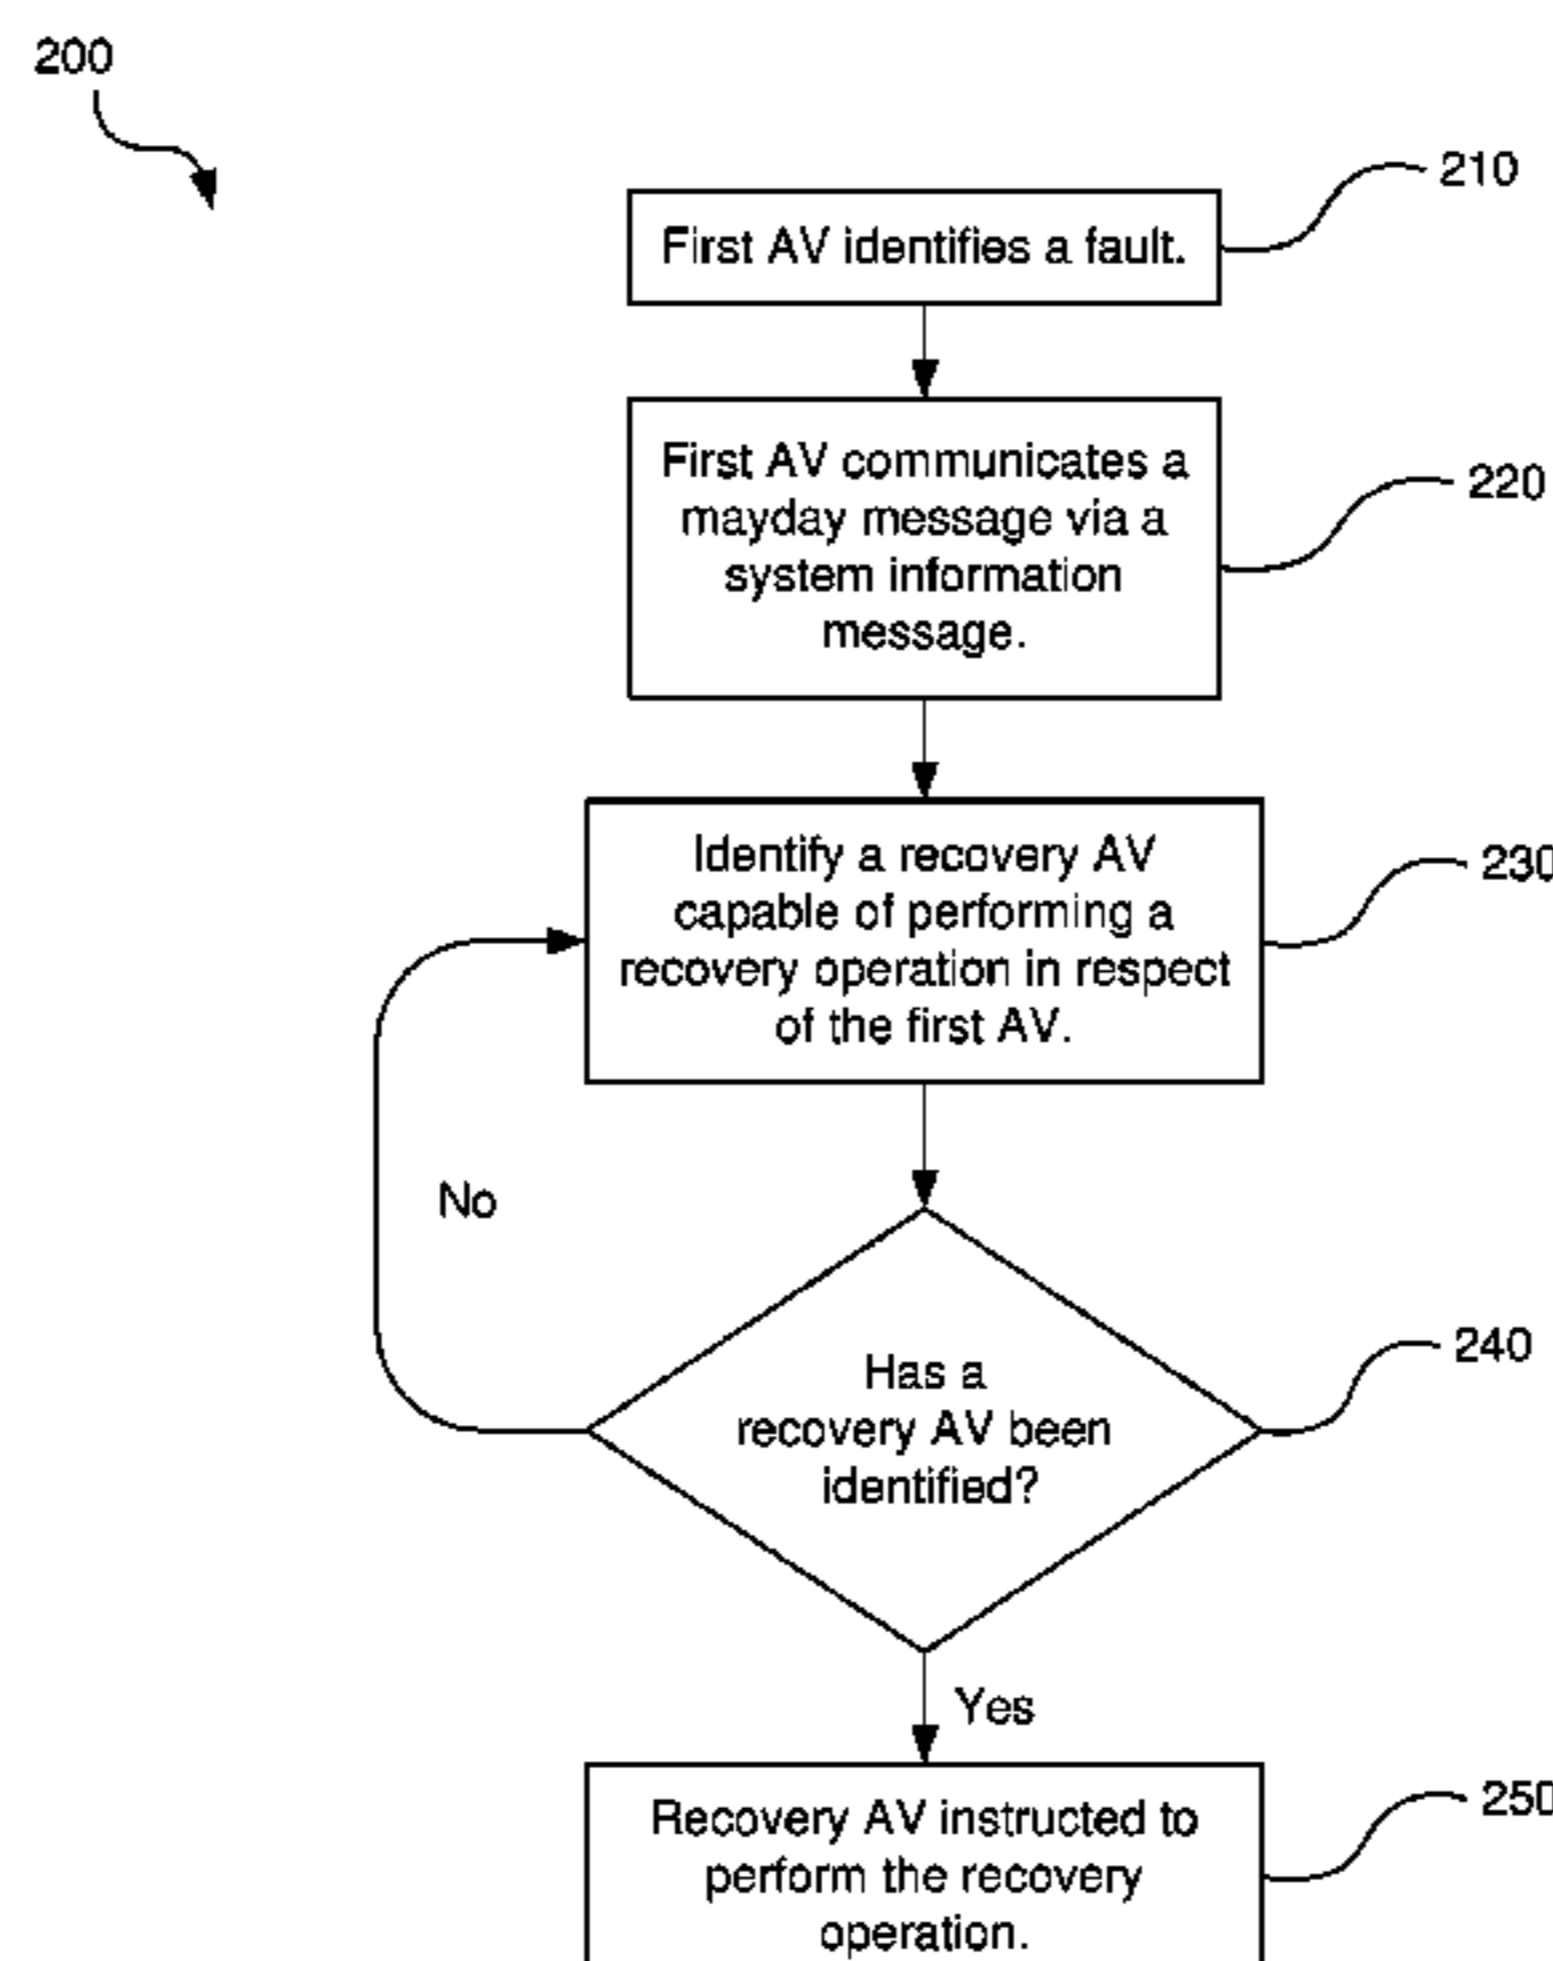 200
210
First AV identifies a fault.
First AV communicates a
mayday message via a
system information
message.
220
Identify a recovery AV
capable of performing a
recovery operation in respect
of the first AV.
230
No
Has a
recovery AV been
identified?
240
Yes
Recovery AV instructed to
perform the recovery
operation.
250